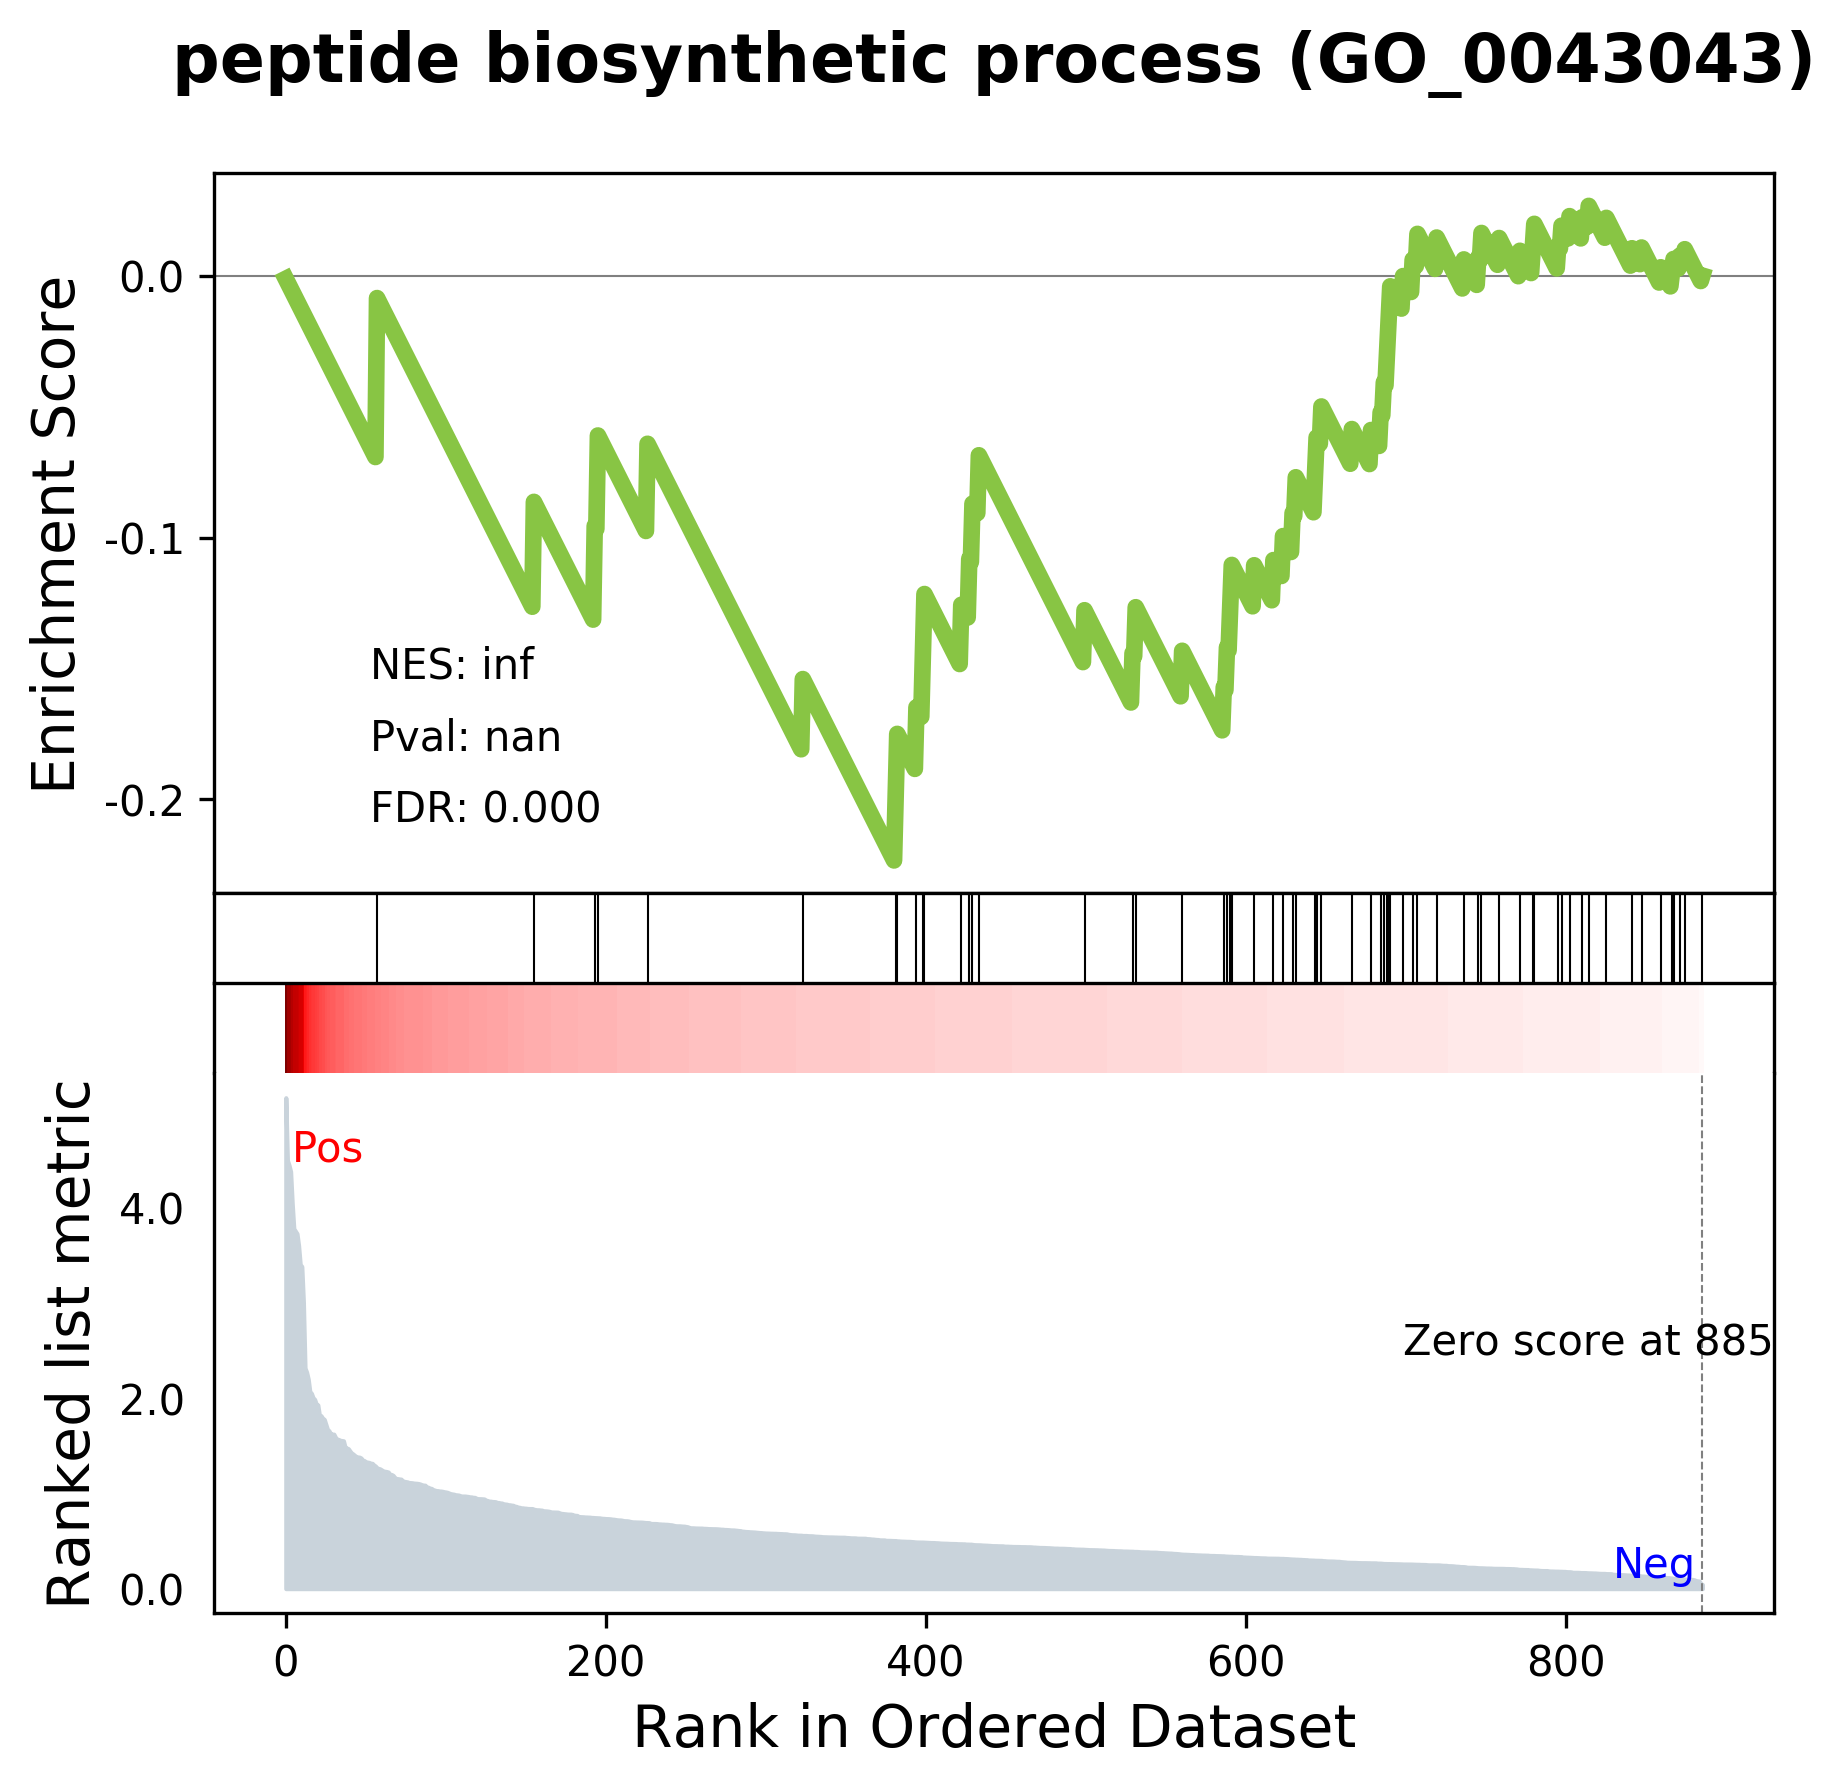 peptide biosynthetic process (GO_0043043)
Enrichment Score
0.0
-0.1
-0.2
NES: inf
Pval: nan
FDR: 0.000
Ranked list metric
Pos
4.0
2.0
0.0
Zero score at 885
Neg
0 200 400 600 800
Rank in Ordered Dataset